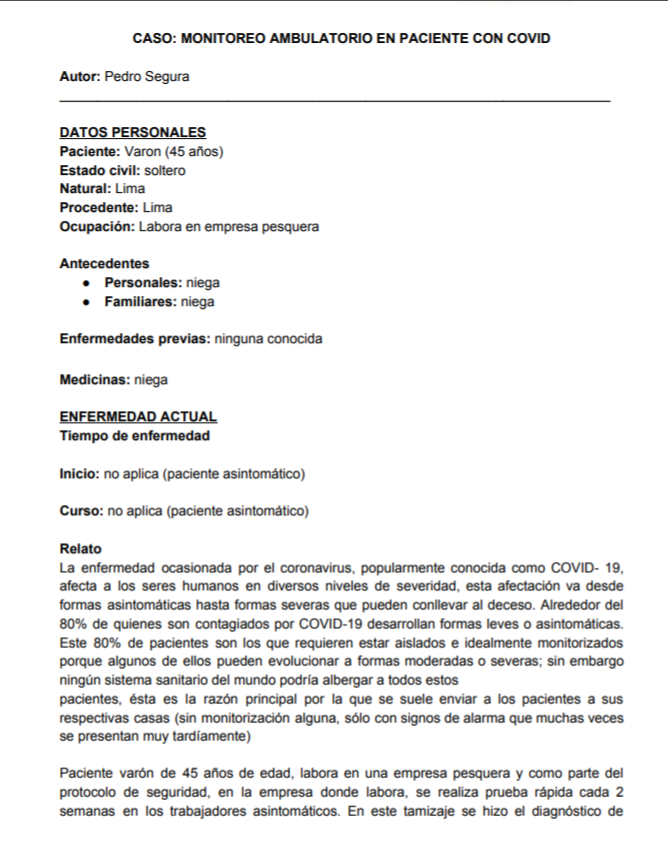 CASO: MONITOREO AMBULATORIO EN PACIENTE CON COVID
Autor: Pedro Segura
DATOS PERSONALES
Paciente: Varon (45 años)
Estado civil: soltero
Natural: Lima
Procedente: Lima
Ocupación: Labora en empresa pesquera
Antecedentes
● Personales: niega
● Familiares: niega
Enfermedades previas: ninguna conocida
Medicinas: niega
ENFERMEDAD ACTUAL
Tiempo de enfermedad
Inicio: no aplica (paciente asintomático)
Curso: no aplica (paciente asintomático)
Relato
La enfermedad ocasionada por el coronavirus, popularmente conocida como COVID- 19,
afecta a los seres humanos en diversos niveles de severidad, esta afectación va desde
formas asintomáticas hasta formas severas que pueden conllevar al deceso. Alrededor del
80% de quienes son contagiados por COVID-19 desarrollan formas leves o asintomáticas.
Este 80% de pacientes son los que requieren estar aislados e idealmente monitorizados
porque algunos de ellos pueden evolucionar a formas moderadas o severas; sin embargo
ningún sistema sanitario del mundo podría albergar a todos estos
pacientes, ésta es la razón principal por la que se suele enviar a los pacientes a sus
respectivas casas (sin monitorización alguna, sólo con signos de alarma que muchas veces
se presentan muy tardíamente)
Paciente varón de 45 años de edad, labora en una empresa pesquera y como parte del
protocolo de seguridad, en la empresa donde labora, se realiza prueba rápida cada 2
semanas en los trabajadores asintomáticos. En este tamizaje se hizo el diagnóstico de